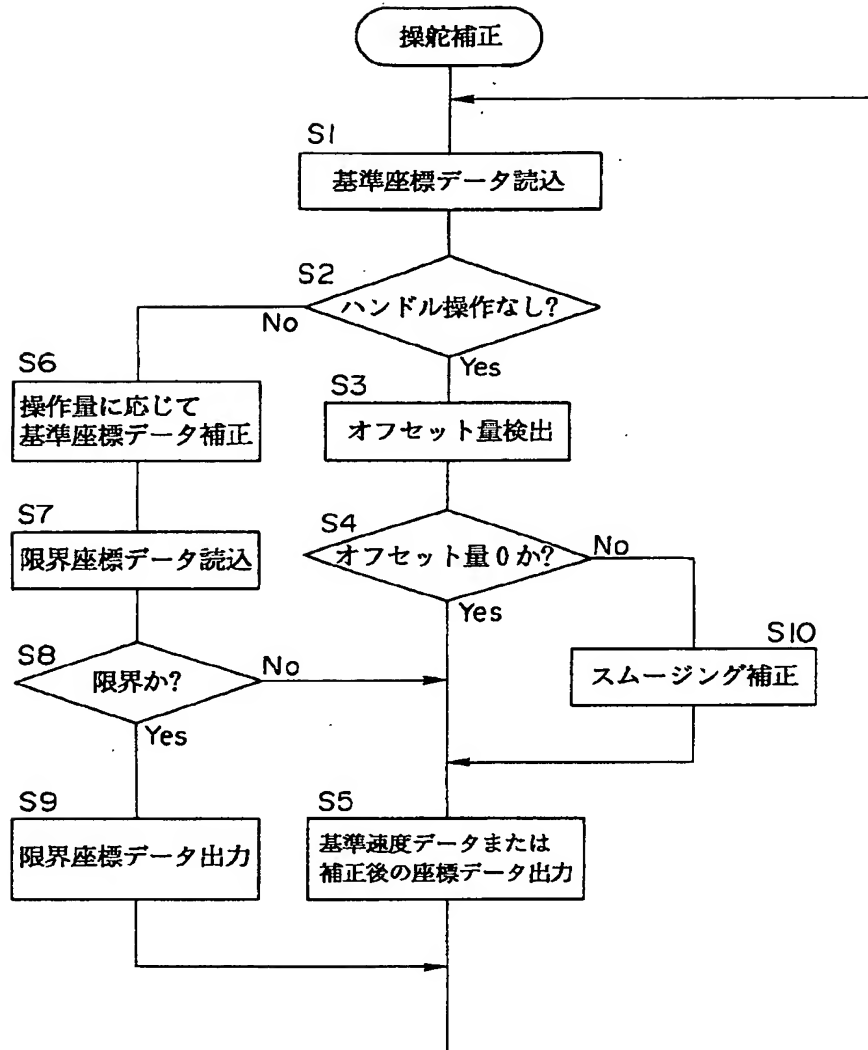 操舵補正
S1
基準座標データ読込
S2
ハンドル操作なし?
No
Yes
S6
操作量に応じて
基準座標データ補正
S3
オフセット量検出
S7
限界座標データ読込
S4
オフセット量0か?
No
Yes
S8
限界か?
No
Yes
S10
スムージング補正
S9
限界座標データ出力
S5
基準速度データまたは
補正後の座標データ出力